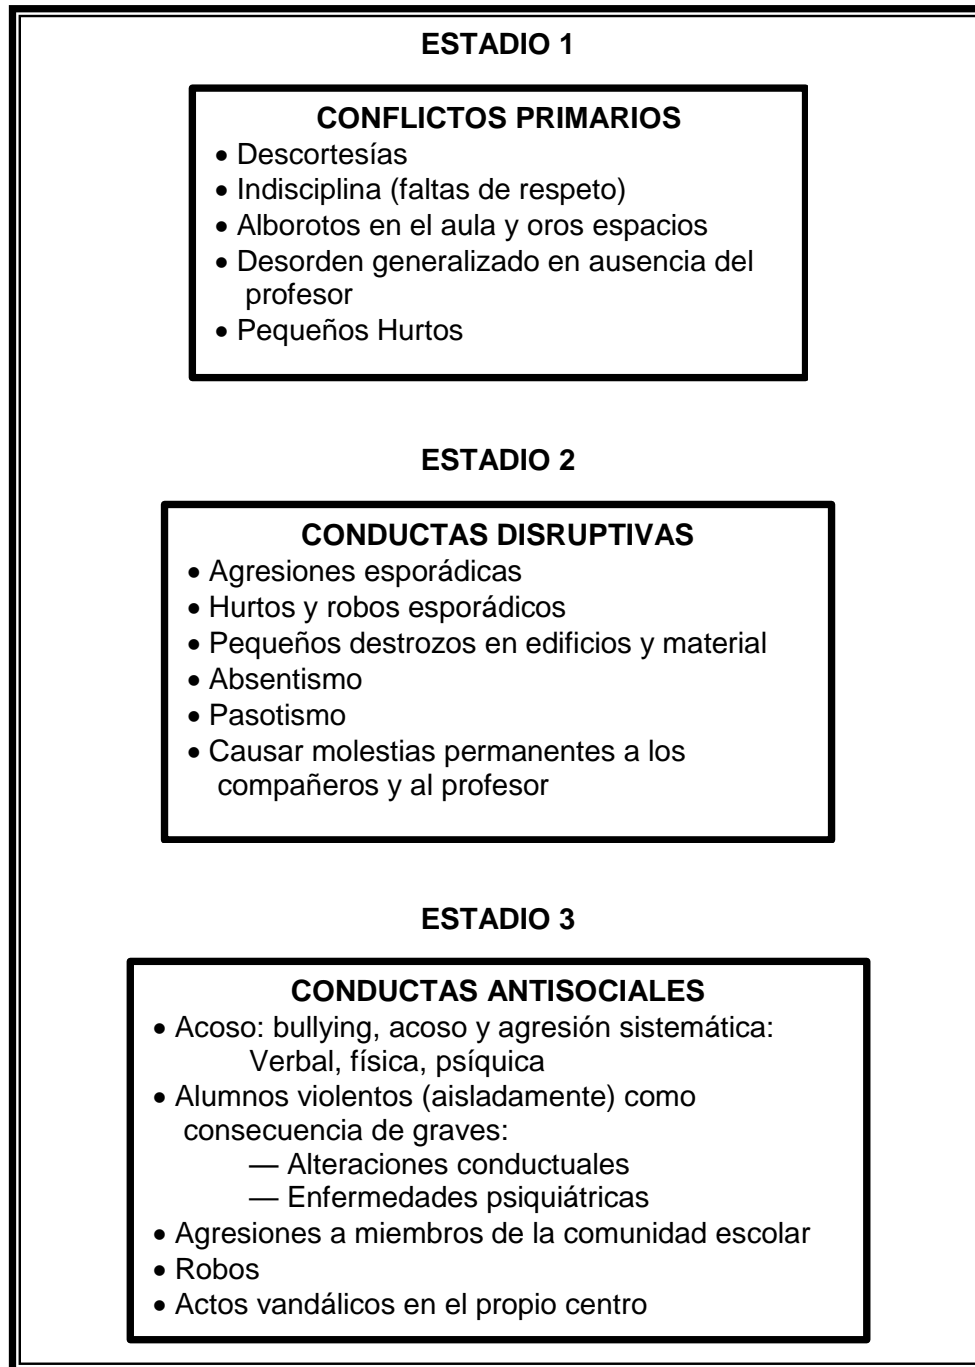 ESTADIO 1
CONFLICTOS PRIMARIOS
• Descortesías
• Indisciplina (faltas de respeto)
• Alborotos en el aula y oros espacios
• Desorden generalizado en ausencia del
profesor
• Pequeños Hurtos
ESTADIO 2
CONDUCTAS DISRUPTIVAS
• Agresiones esporádicas
• Hurtos y robos esporádicos
• Pequeños destrozos en edificios y material
• Absentismo
• Pasotismo
• Causar molestias permanentes a los
compañeros y al profesor
ESTADIO 3
CONDUCTAS ANTISOCIALES
• Acoso: bullying, acoso y agresión sistemática:
Verbal, física, psíquica
• Alumnos violentos (aisladamente) como
consecuencia de graves:
— Alteraciones conductuales
— Enfermedades psiquiátricas
• Agresiones a miembros de la comunidad escolar
• Robos
• Actos vandálicos en el propio centro